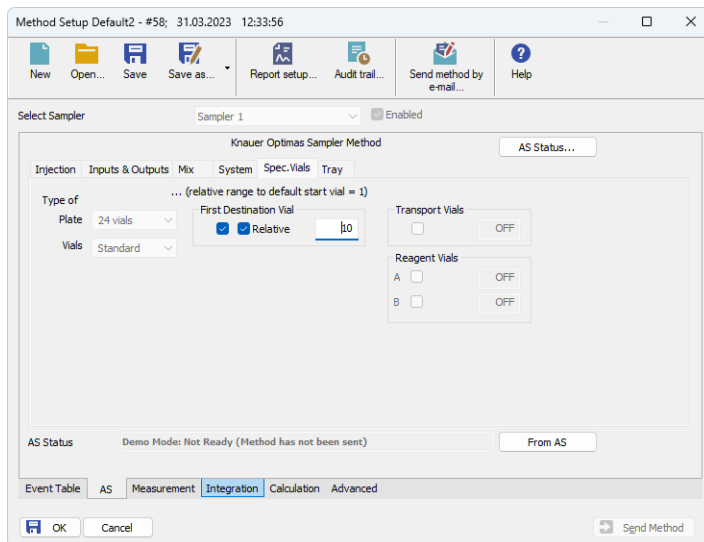 Method Setup Default2 - #58;   31.03.2023   12:33:56
New Open... Save Save as... Report setup... Audit trail... Send method by e-mail... Help
Select Sampler Sampler 1 Enabled
Knauer Optimas Sampler Method AS Status...
Injection Inputs & Outputs Mix System Spec.Vials Tray
... (relative range to default start vial = 1)
Type of First Destination Vial Transport Vials
Plate 24 vials Relative 10 OFF
Vials Standard Reagent Vials
A OFF
B OFF
AS Status Demo Mode: Not Ready (Method has not been sent) From AS
Event Table AS Measurement Integration Calculation Advanced
OK Cancel Send Method